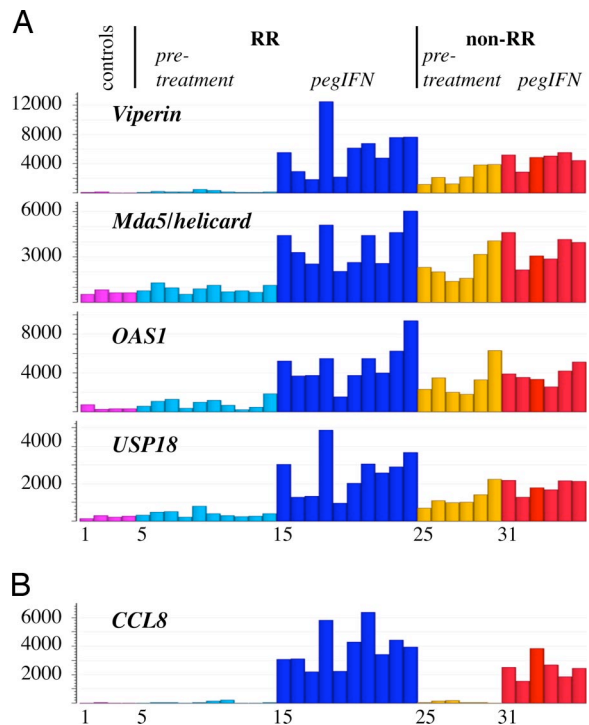 A
controls
RR
non-RR
pre-
treatment
pegIFN
pre-
treatment
pegIFN
Viperin
12000
8000
4000
Mda5/helicard
6000
3000
OAS1
8000
4000
USP18
4000
2000
1 5 15 25 31
B
CCL8
6000
4000
2000
1 5 15 25 31